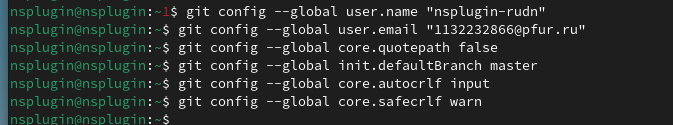 nsplugin@nsplugin:~1$ git config --global user.name "nsplugin-rudn"
nsplugin@nsplugin:~$ git config --global user.email "1132232866@pfur.ru"
nsplugin@nsplugin:~$ git config --global core.quotepath false
nsplugin@nsplugin:~$ git config --global init.defaultBranch master
nsplugin@nsplugin:~$ git config --global core.autocrlf input
nsplugin@nsplugin:~$ git config --global core.safecrlf warn
nsplugin@nsplugin:~$